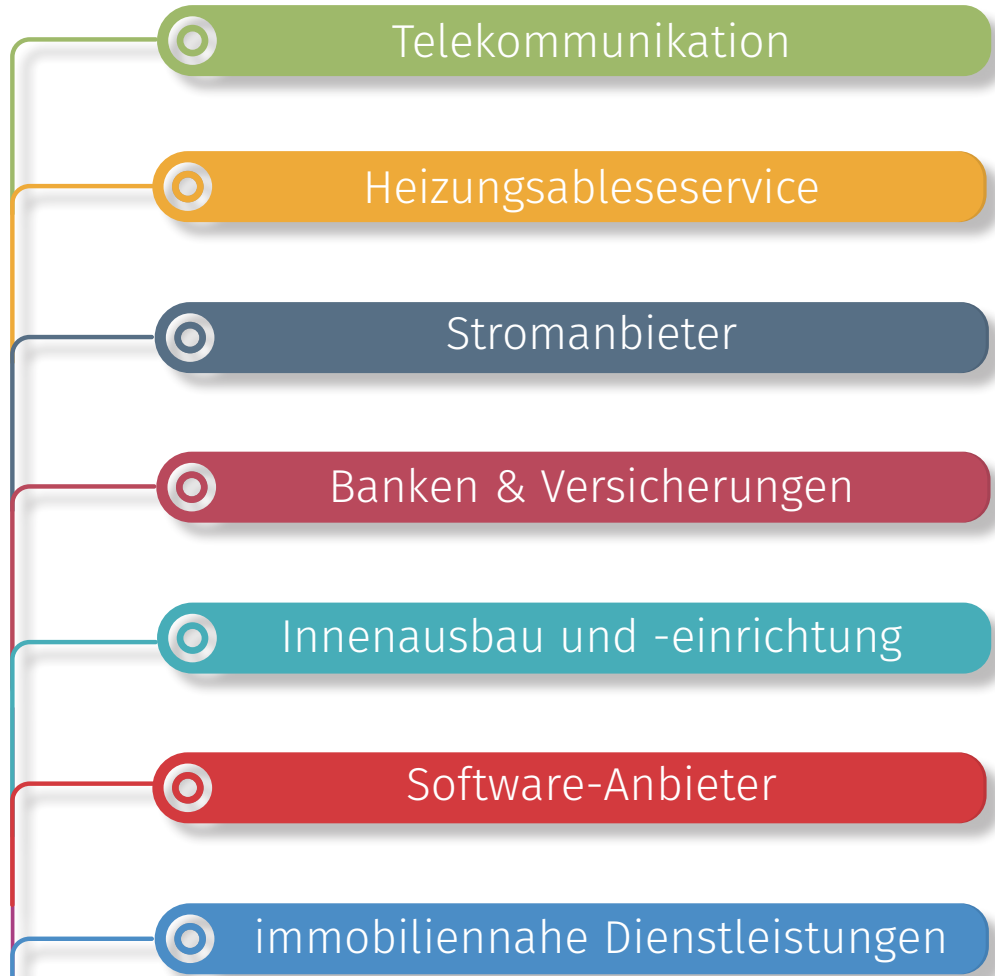 Telekommunikation
Heizungsableseservice
Stromanbieter
Banken & Versicherungen
Innenausbau und -einrichtung
Software-Anbieter
immobiliennahe Dienstleistungen